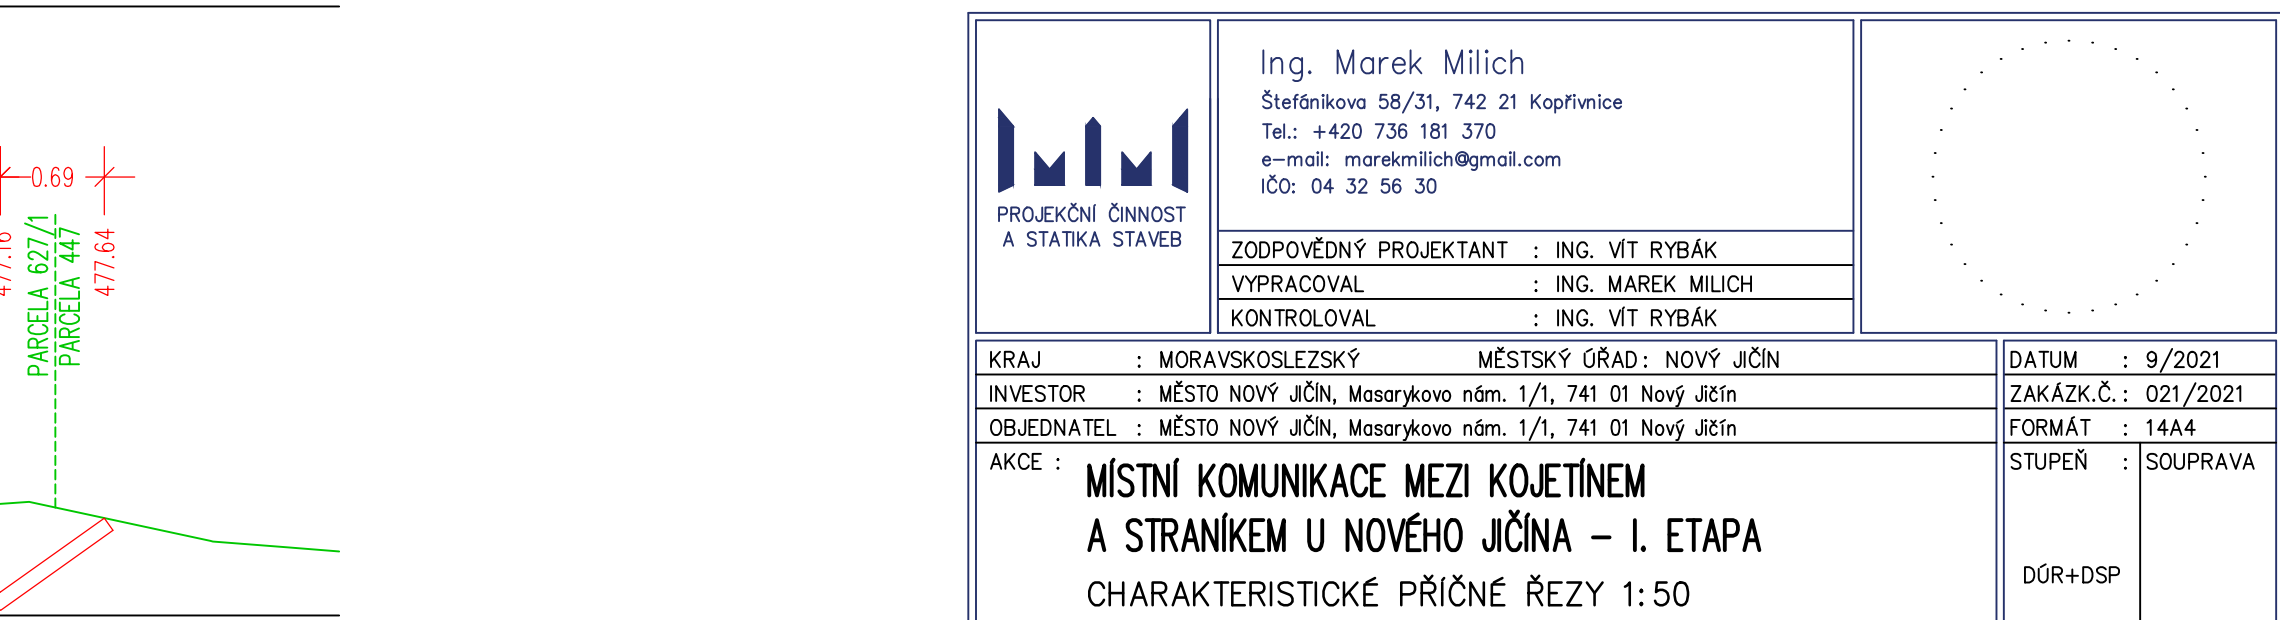 0.69
PARCELA 627/1
PARCELA 447
477.64
PROJEKČNÍ ČINNOST
A STATIKA STAVEB
Ing. Marek Milich
Štefánikova 58/31, 742 21 Kopřivnice
Tel.: +420 736 181 370
e-mail: marekmilich@gmail.com
IČO: 04 32 56 30
ZODPOVĚDNÝ PROJEKTANT : ING. VÍT RYBÁK
VYPRACOVAL : ING. MAREK MILICH
KONTROLOVAL : ING. VÍT RYBÁK
KRAJ : MORAVSKOSLEZSKÝ MĚSTSKÝ ÚŘAD: NOVÝ JIČÍN
INVESTOR : MĚSTO NOVÝ JIČÍN, Masarykovo nám. 1/1, 741 01 Nový Jičín
OBJEDNATEL : MĚSTO NOVÝ JIČÍN, Masarykovo nám. 1/1, 741 01 Nový Jičín
AKCE :
MÍSTNÍ KOMUNIKACE MEZI KOJETÍNEM
A STRANÍKEM U NOVÉHO JIČÍNA – I. ETAPA
CHARAKTERISTICKÉ PŘÍČNÉ ŘEZY 1:50
DATUM : 9/2021
ZAKÁZK.Č. : 021/2021
FORMÁT : 14A4
STUPEŇ : SOUPRAVA
DÚR+DSP